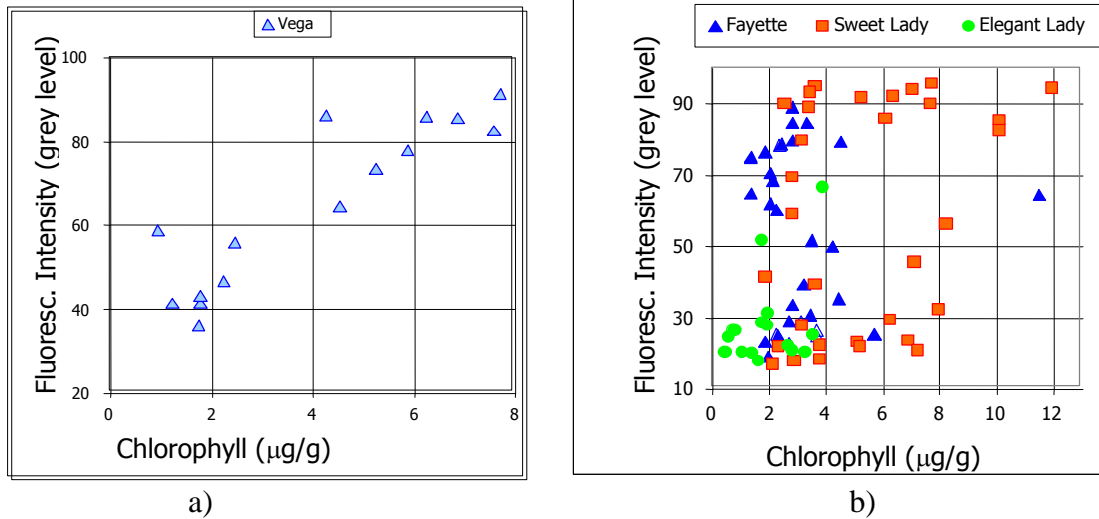 Vega
Fluoresc. Intensity (grey level)
100
80
60
40
20
0 2 4 6 8
Chlorophyll (μg/g)
a)
Fayette Sweet Lady Elegant Lady
Fluoresc. Intensity (grey level)
90
70
50
30
10
0 2 4 6 8 10 12
Chlorophyll (μg/g)
b)